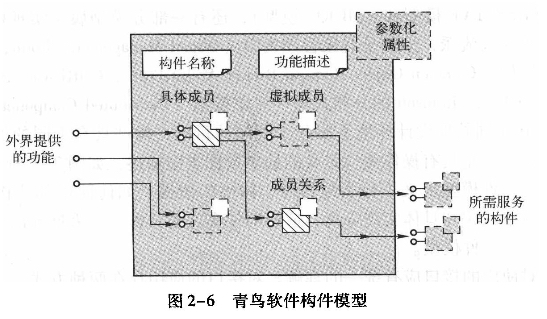 参数化
属性
构件名称
功能描述
具体成员
虚拟成员
外界提供
的功能
成员关系
所需服务
的构件
图 2-6 青鸟软件构件模型